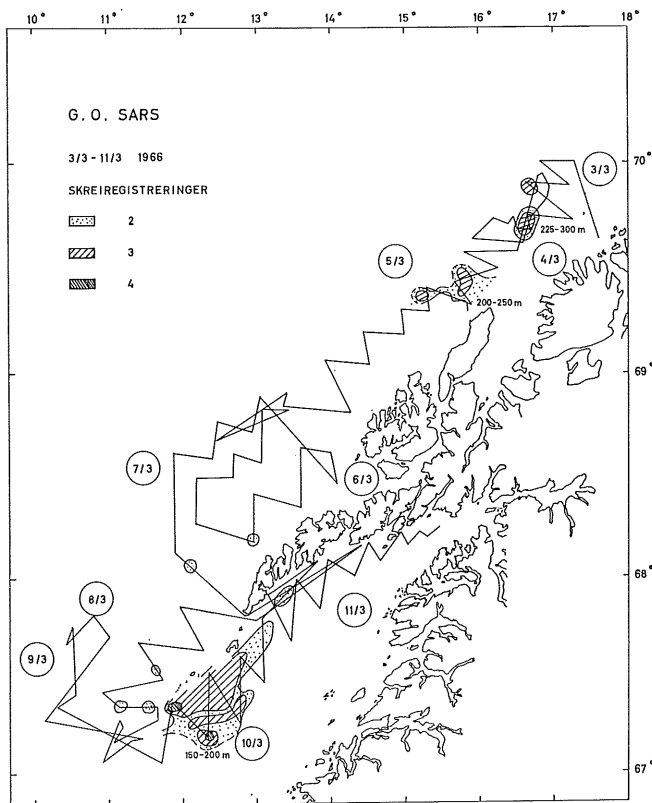 10° 11° 12° 13° 14° 15° 16° 17° 18°
G. O. SARS
3/3 - 11/3 1966
SKREIREGISTRERINGER
2
3
4
70°
3/3
225-300 m
4/3
5/3
200-250 m
69°
7/3
6/3
68°
8/3
11/3
9/3
10/3
150-200 m
67°